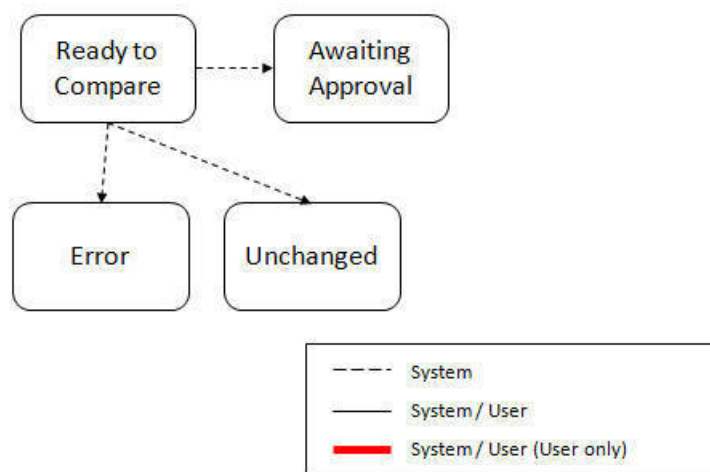 Ready to
Compare
Awaiting
Approval
Error
Unchanged
System
System / User
System / User (User only)